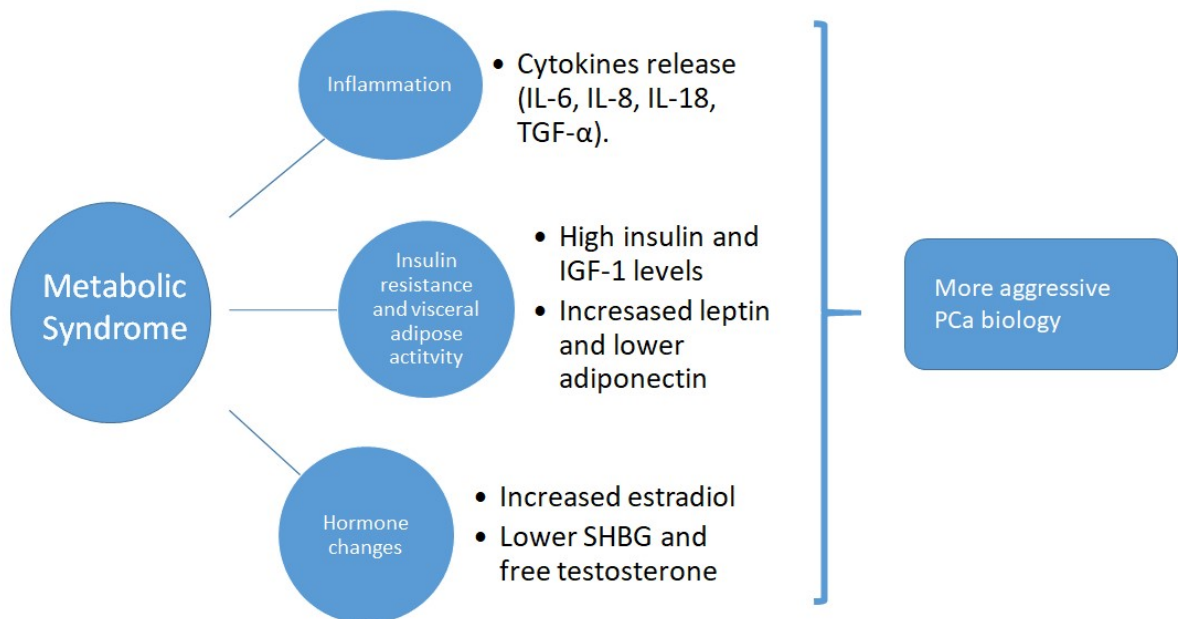 Inflammation
• Cytokines release
(IL-6, IL-8, IL-18,
TGF-α).
Metabolic
Syndrome
Insulin
resistance
and visceral
adipose
actitvity
• High insulin and
IGF-1 levels
• Incresased leptin
and lower
adiponectin
More aggressive
PCa biology
Hormone
changes
• Increased estradiol
• Lower SHBG and
free testosterone